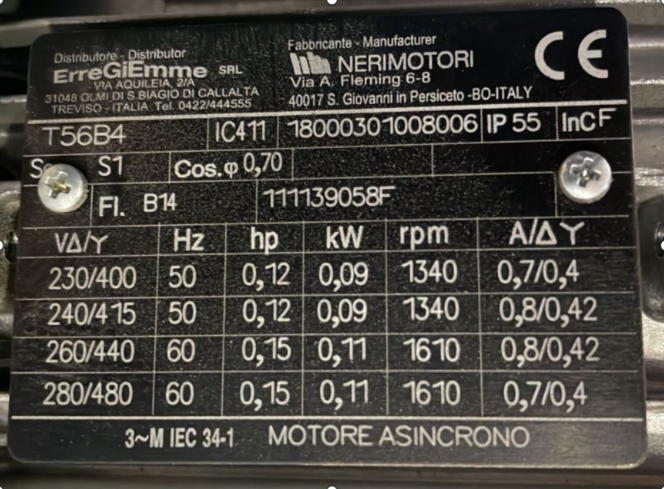 Distributore - Distributor
ErreGiEmme SRL
VIA AQUILEIA, 2/A
31048 OLMI DI S.BIAGIO DI CALLALTA
TREVISO - ITALIA Tel. 0422/444555
Fabbricante - Manufacturer
NERIMOTORI
Via A. Fleming 6-8
40017 S. Giovanni in Persiceto -BO-ITALY
CE
T56B4 IC411 18000301008006 IP 55 InCl F
S1 Cos.φ 0,70
Fl. B14 111139058F
VΔ/Y Hz hp kW rpm A/Δ Y
230/400 50 0,12 0,09 1340 0,7/0,4
240/415 50 0,12 0,09 1340 0,8/0,42
260/440 60 0,15 0,11 1610 0,8/0,42
280/480 60 0,15 0,11 1610 0,7/0,4
3~M IEC 34-1 MOTORE ASINCRONO